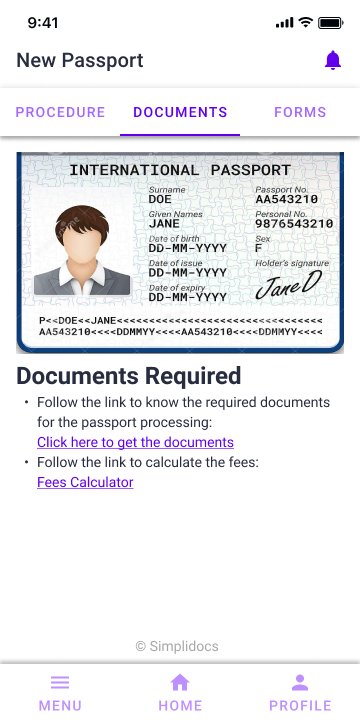 9:41
New Passport
PROCEDURE
DOCUMENTS
FORMS
INTERNATIONAL PASSPORT
Surname
DOE
Passport No.
AA543210
Given Names
JANE
Personal No.
9876543210
Date of birth
DD-MM-YYYY
Sex
F
Date of issue
DD-MM-YYYY
Holder's signature
Jane D
Date of expiry
DD-MM-YYYY
P<<DOE<<JANE<<<<<<<<<<<<<<<<<<<<<<<<<<<<<<<<
AA543210<<<<DDMMYY<<<<AA543210<<<<DDMMYY<<<<
Documents Required
• Follow the link to know the required documents
for the passport processing:
Click here to get the documents
• Follow the link to calculate the fees:
Fees Calculator
© Simplidocs
MENU
HOME
PROFILE